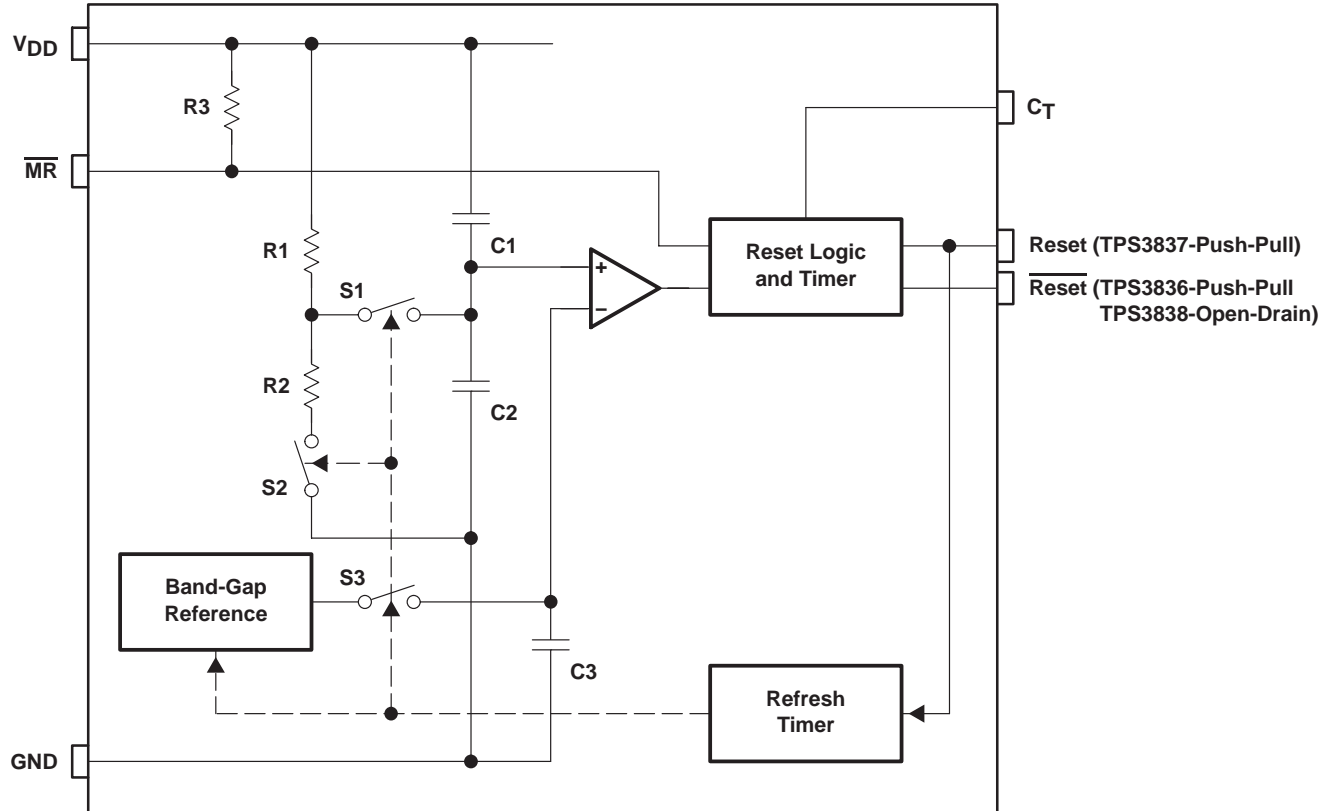 VDD
R3
CT
MR
R1
C1
+
Reset Logic
and Timer
Reset (TPS3837-Push-Pull)
S1
−
Reset (TPS3836-Push-Pull
TPS3838-Open-Drain)
R2
C2
S2
Band-Gap
Reference
S3
C3
Refresh
Timer
GND